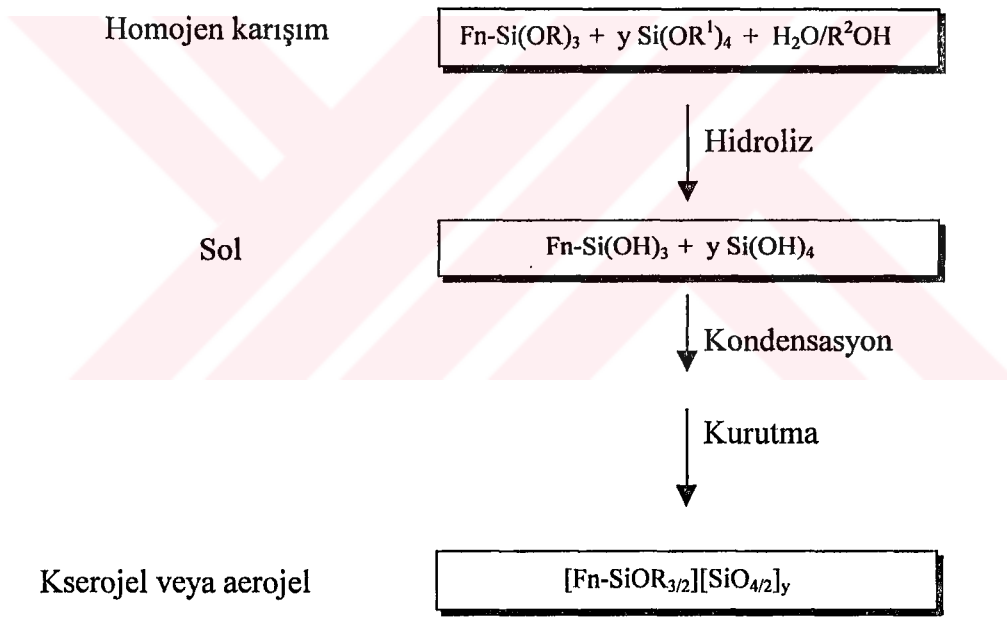 Homojen karışım
Fn-Si(OR)₃ + y Si(OR¹)₄ + H₂O/R²OH
Hidroliz
Sol
Fn-Si(OH)₃ + y Si(OH)₄
Kondensasyon
Kurutma
Kserojel veya aerojel
[Fn-SiOR₃/₂][SiO₄/₂]y